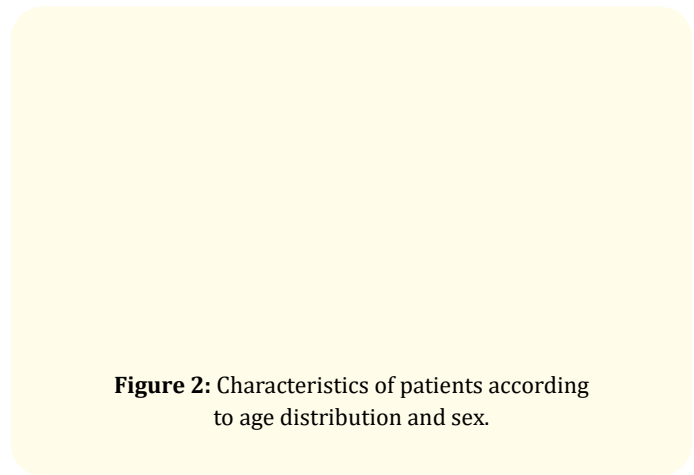 Figure 2: Characteristics of patients according
to age distribution and sex.